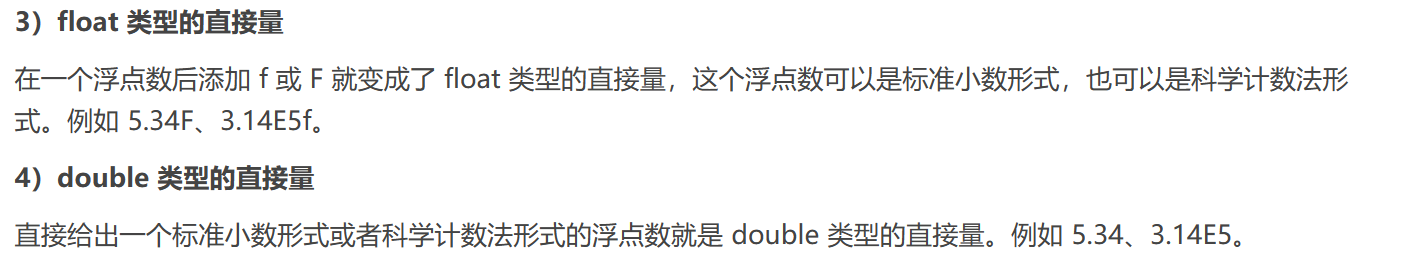 3）float 类型的直接量
在一个浮点数后添加 f 或 F 就变成了 float 类型的直接量，这个浮点数可以是标准小数形式，也可以是科学计数法形
式。例如 5.34F、3.14E5f。
4）double 类型的直接量
直接给出一个标准小数形式或者科学计数法形式的浮点数就是 double 类型的直接量。例如 5.34、3.14E5。